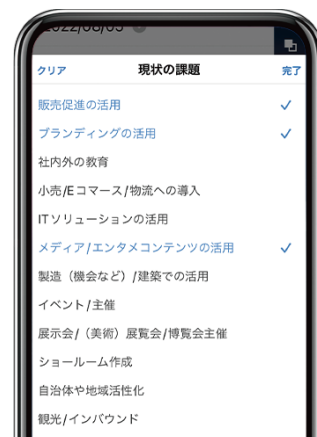 2022/08/03
クリア 現状の課題 完了
販売促進の活用
ブランディングの活用
社内外の教育
小売/Eコマース/物流への導入
ITソリューションの活用
メディア/エンタメコンテンツの活用
製造（機会など）/建築での活用
イベント/主催
展示会/（美術）展覧会/博覧会主催
ショールーム作成
自治体や地域活性化
観光/インバウンド